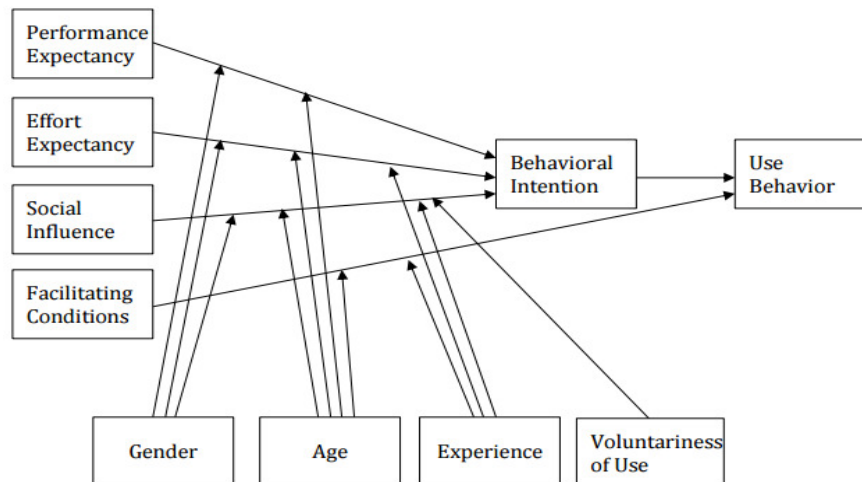 Performance
Expectancy
Effort
Expectancy
Social
Influence
Facilitating
Conditions
Behavioral
Intention
Use
Behavior
Gender
Age
Experience
Voluntariness
of Use